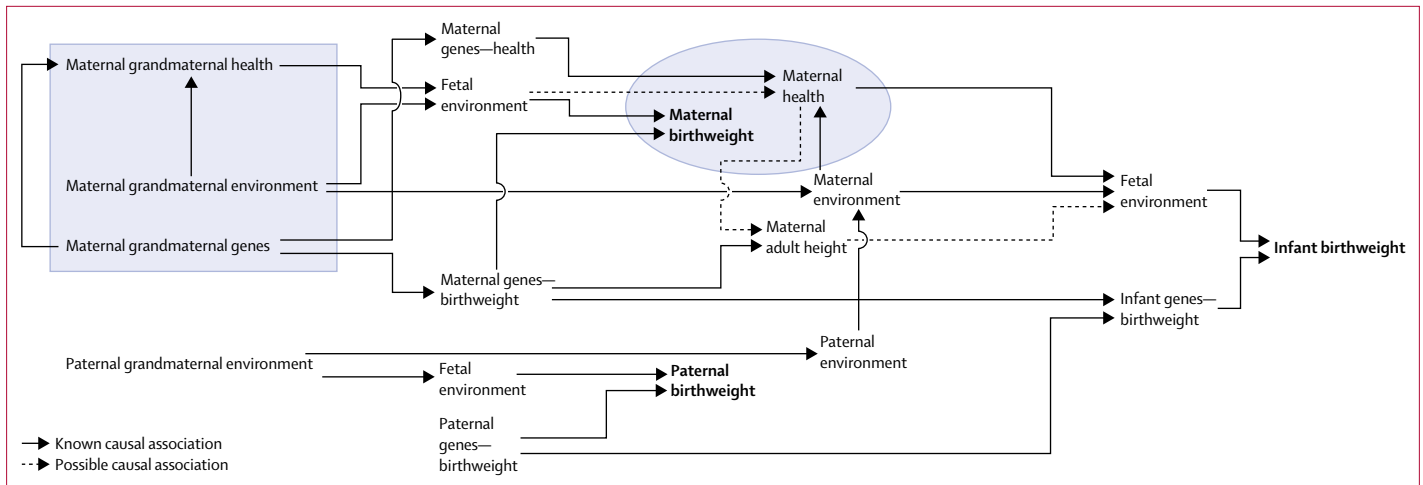 Maternal
genes—health
Maternal grandmaternal health
Fetal
environment
Maternal
health
Maternal
birthweight
Maternal grandmaternal environment
Maternal
environment
Fetal
environment
Maternal grandmaternal genes
Maternal
adult height
Infant birthweight
Maternal genes—
birthweight
Infant genes—
birthweight
Paternal grandmaternal environment
Paternal
environment
Fetal
environment
Paternal
birthweight
Paternal
genes—
birthweight
Known causal association
Possible causal association